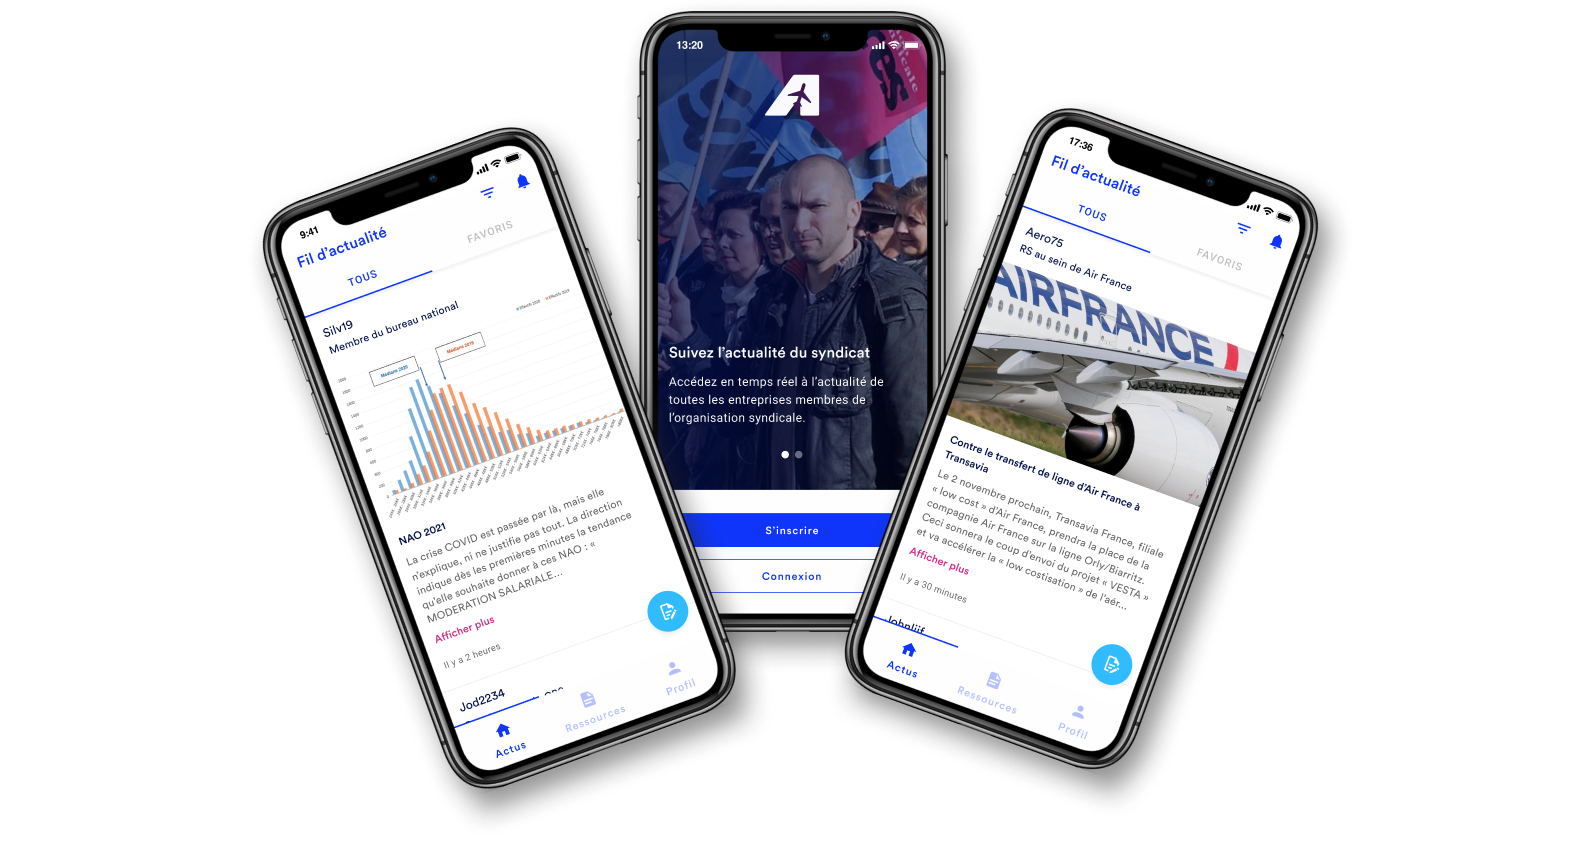 9:41
Fil d'actualité
TOUS
FAVORIS
Silv19
Membre du bureau national
Effectifs 2020
Effectifs 2019
Médiane 2020
Médiane 2019
NAO 2021
La crise COVID est passée par là, mais elle
n'explique, ni ne justifie pas tout. La direction
indique dès les premières minutes la tendance
qu'elle souhaite donner à ces NAO : «
MODERATION SALARIALE...
Afficher plus
Il y a 2 heures
Jod2234
Actus
Ressources
Profil
13:20
Suivez l'actualité du syndicat
Accédez en temps réel à l'actualité de
toutes les entreprises membres de
l'organisation syndicale.
S'inscrire
Connexion
17:36
Fil d'actualité
TOUS
FAVORIS
Aero75
RS au sein de Air France
AIRFRANCE
Contre le transfert de ligne d'Air France à
Transavia
Le 2 novembre prochain, Transavia France, filiale
« low cost » d'Air France, prendra la place de la
compagnie Air France sur la ligne Orly/Biarritz.
Ceci sonnera le coup d'envoi du projet « VESTA »
et va accélérer la « low costisation » de l'aér...
Afficher plus
Il y a 30 minutes
Actus
Ressources
Profil